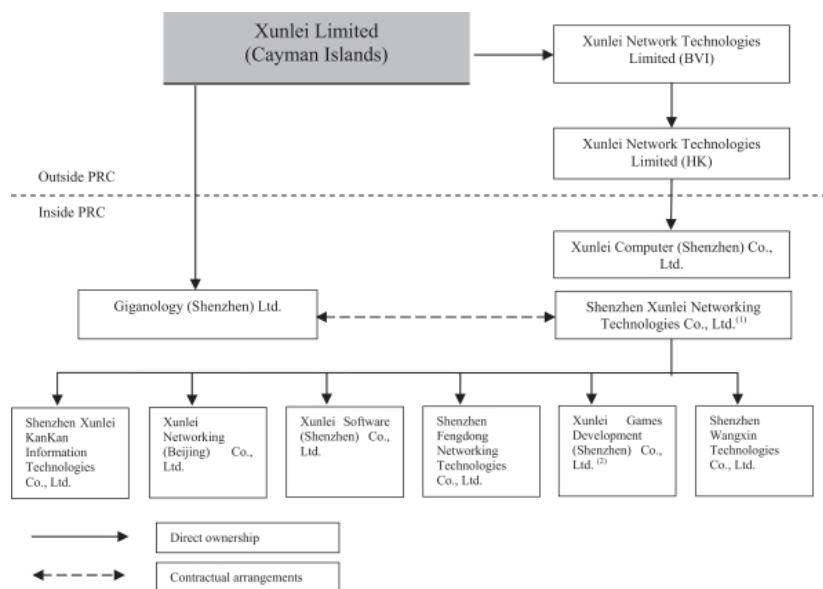 Xunlei Limited
(Cayman Islands)
Xunlei Network Technologies
Limited (BVI)
Xunlei Network Technologies
Limited (HK)
Outside PRC
Inside PRC
Xunlei Computer (Shenzhen) Co.,
Ltd.
Giganology (Shenzhen) Ltd.
Shenzhen Xunlei Networking
Technologies Co., Ltd.(1)
Shenzhen Xunlei
KanKan
Information
Technologies
Co., Ltd.
Xunlei
Networking
(Beijing) Co.,
Ltd.
Xunlei Software
(Shenzhen) Co.,
Ltd.
Shenzhen
Fengdong
Networking
Technologies
Co., Ltd.
Xunlei Games
Development
(Shenzhen) Co.,
Ltd. (2)
Shenzhen
Wangxin
Technologies
Co., Ltd.
Direct ownership
Contractual arrangements